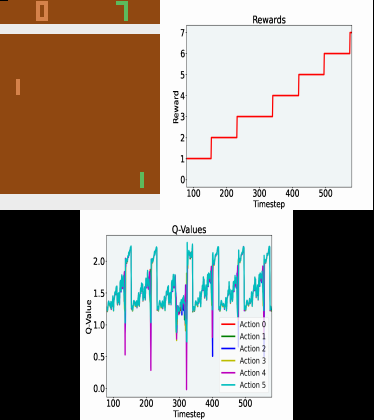 0 7
Rewards
7
6
5
4
3
2
1
0
Reward
100 200 300 400 500
Timestep
Q-Values
2.0
1.5
1.0
0.5
0.0
Q-Value
Action 0
Action 1
Action 2
Action 3
Action 4
Action 5
100 200 300 400 500
Timestep